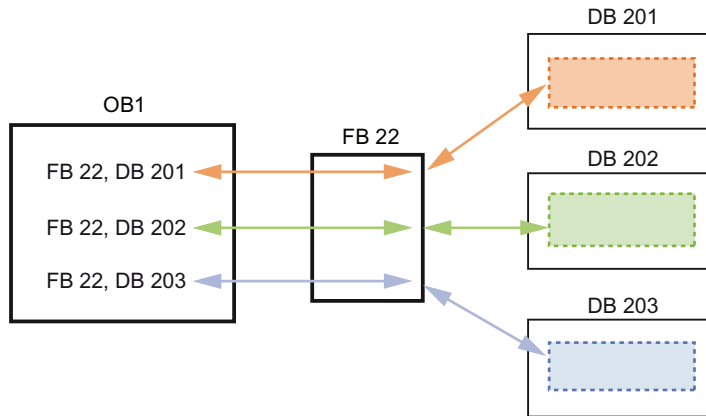 DB 201
OB1
FB 22
FB 22, DB 201
DB 202
FB 22, DB 202
FB 22, DB 203
DB 203